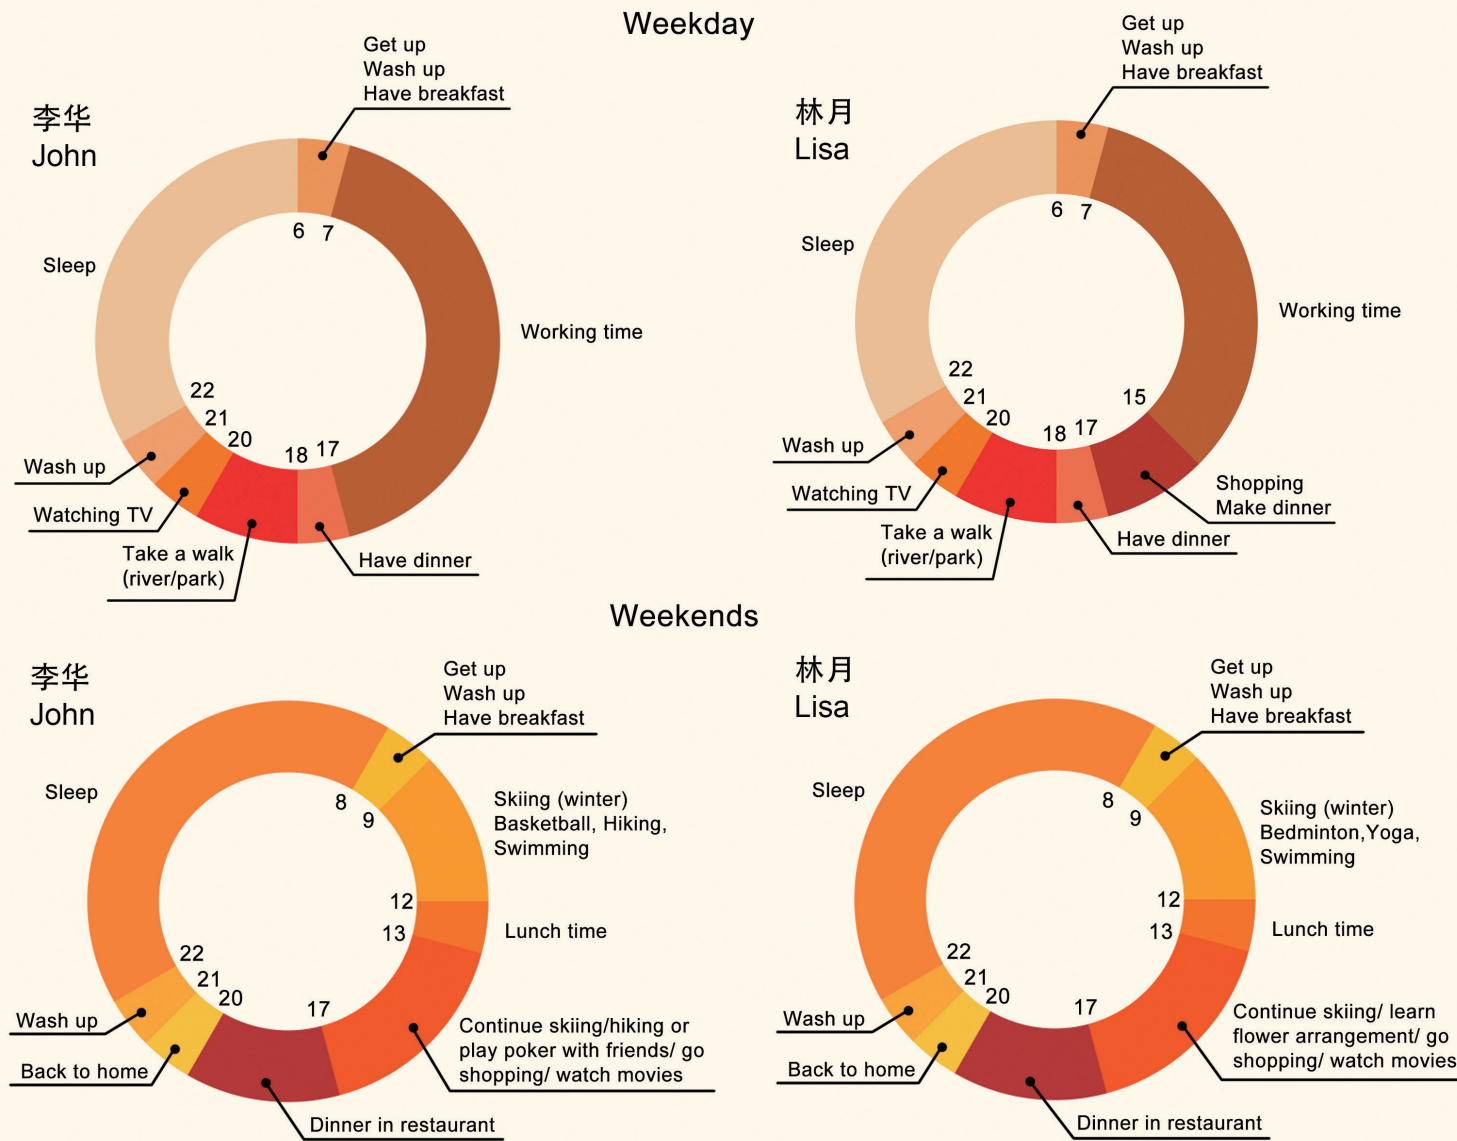 Weekday
李华
John
Get up
Wash up
Have breakfast
6
7
Sleep
Working time
22
21
20
18
17
Wash up
Watching TV
Take a walk
(river/park)
Have dinner
林月
Lisa
Get up
Wash up
Have breakfast
6
7
Sleep
Working time
22
21
20
18
17
15
Wash up
Watching TV
Take a walk
(river/park)
Have dinner
Shopping
Make dinner
Weekends
李华
John
Get up
Wash up
Have breakfast
Sleep
8
9
Skiing (winter)
Basketball, Hiking,
Swimming
12
13
Lunch time
22
21
20
17
Wash up
Back to home
Continue skiing/hiking or
play poker with friends/ go
shopping/ watch movies
Dinner in restaurant
林月
Lisa
Get up
Wash up
Have breakfast
Sleep
8
9
Skiing (winter)
Bedminton,Yoga,
Swimming
12
13
Lunch time
22
21
20
17
Wash up
Back to home
Continue skiing/ learn
flower arrangement/ go
shopping/ watch movies
Dinner in restaurant